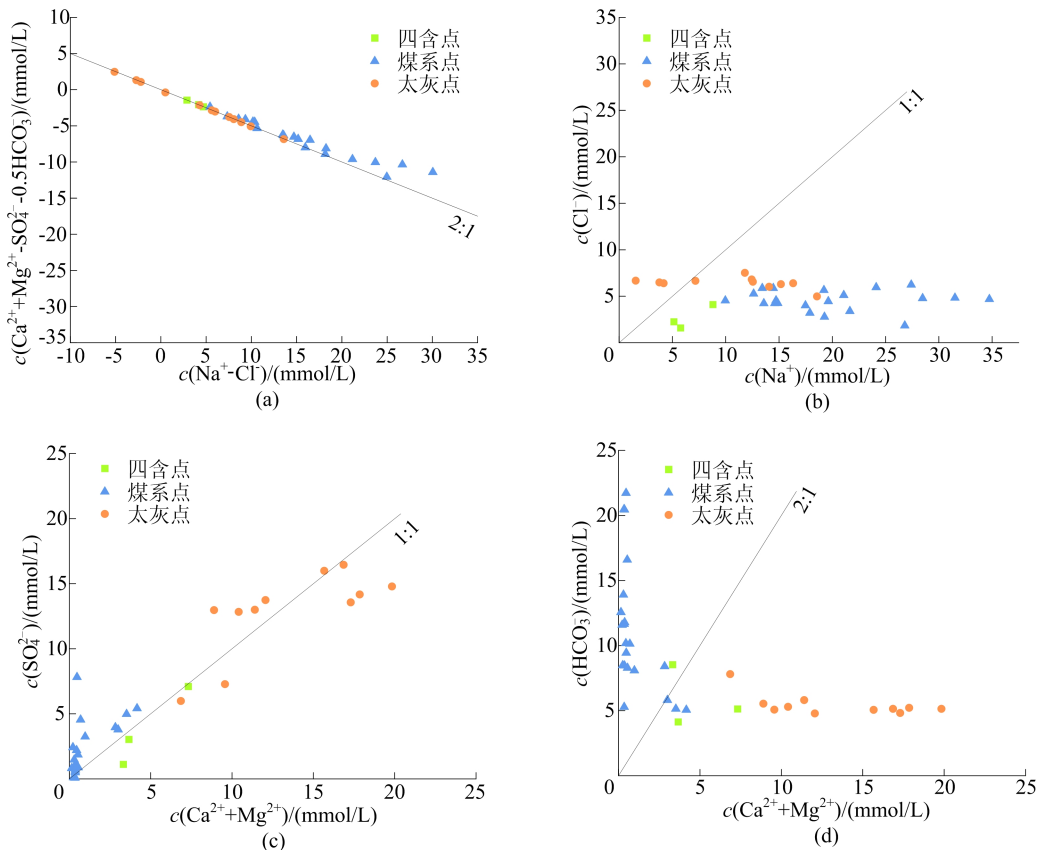 c(Ca²⁺+Mg²⁺-SO₄²⁻-0.5HCO₃⁻)/(mmol/L)
10
5
0
-5
-10
-15
-20
-25
-30
-35
四含点
煤系点
太灰点
2:1
-10
-5
0
5
10
15
20
25
30
35
c(Na⁺-Cl⁻)/(mmol/L)
(a)
c(Cl⁻)/(mmol/L)
35
30
25
20
15
10
5
四含点
煤系点
太灰点
1:1
0
5
10
15
20
25
30
35
c(Na⁺)/(mmol/L)
(b)
c(SO₄²⁻)/(mmol/L)
25
20
15
10
5
四含点
煤系点
太灰点
1:1
0
5
10
15
20
25
c(Ca²⁺+Mg²⁺)/(mmol/L)
(c)
c(HCO₃⁻)/(mmol/L)
25
20
15
10
5
四含点
煤系点
太灰点
2:1
0
5
10
15
20
25
c(Ca²⁺+Mg²⁺)/(mmol/L)
(d)